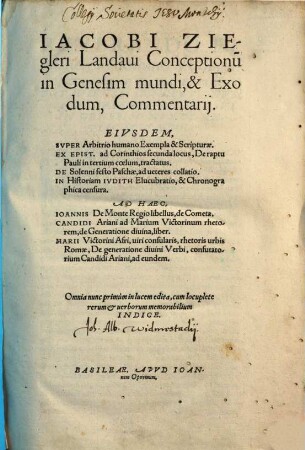 Collegij Societatis IESV Monachij.
IACOBI ZIE-
gleri Landaui Conceptionũ
in Genesim mundi, & Exo
dum, Commentarij.
EIVSDEM,
SVPER Arbitrio humano Exempla & Scripturæ.
EX EPIST. ad Corinthios secunda locus, De raptu
Pauli in tertium cœlum, tractatus.
DE Solenni festo Paschæ, ad ueteres collatio.
IN Historiam IVDITH Elucubratio, & Chronogra
phica censura.
AD HAEC,
IOANNIS De Monte Regio libellus, de Cometa.
CANDIDI Ariani ad Marium Victorinum rheto-
rem, de Generatione diuina, liber.
MARII Victorini Afri, uiri consularis, rhetoris urbis
Romæ, De generatione diuini Verbi, confutato-
rium Candidi Ariani, ad eundem.
Omnia nunc primùm in lucem edita, cum locuplete
rerum & uerborum memorabilium
INDICE.
Joh. Alb. Widmestadij
BASILEAE, APVD IOAN-
nem Oporinum.